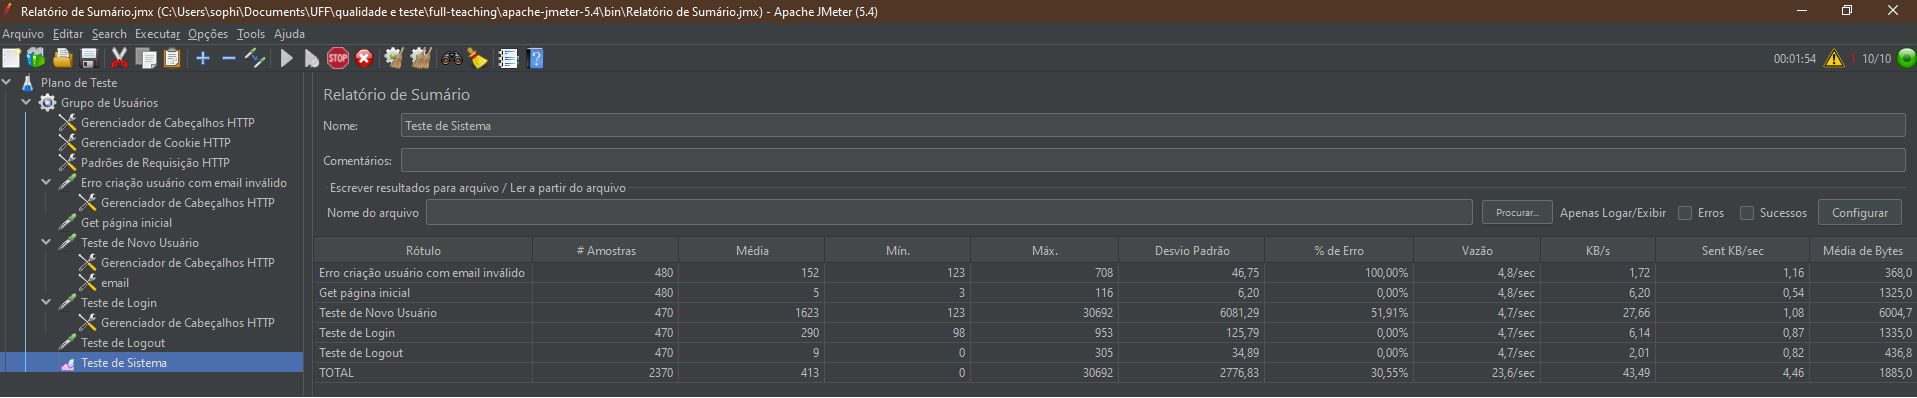 Relatório de Sumário.jmx (C:\Users\sophi\Documents\UFF\qualidade e teste\full-teaching\apache-jmeter-5.4\bin\Relatório de Sumário.jmx) - Apache JMeter (5.4)
Arquivo Editar Search Executar Opções Tools Ajuda
STOP 00:01:54 1 10/10
Plano de Teste
Grupo de Usuários
Gerenciador de Cabeçalhos HTTP
Gerenciador de Cookie HTTP
Padrões de Requisição HTTP
Erro criação usuário com email inválido
Gerenciador de Cabeçalhos HTTP
Get página inicial
Teste de Novo Usuário
Gerenciador de Cabeçalhos HTTP
email
Teste de Login
Gerenciador de Cabeçalhos HTTP
Teste de Logout
Teste de Sistema
Relatório de Sumário
Nome: Teste de Sistema
Comentários:
Escrever resultados para arquivo / Ler a partir do arquivo
Nome do arquivo Procurar... Apenas Logar/Exibir Erros Sucessos Configurar
Rótulo # Amostras Média Mín. Máx. Desvio Padrão % de Erro Vazão KB/s Sent KB/sec Média de Bytes
Erro criação usuário com email inválido 480 152 123 708 46,75 100,00% 4,8/sec 1,72 1,16 368,0
Get página inicial 480 5 3 116 6,20 0,00% 4,8/sec 6,20 0,54 1325,0
Teste de Novo Usuário 470 1623 123 30692 6081,29 51,91% 4,7/sec 27,66 1,08 6004,7
Teste de Login 470 290 98 953 125,79 0,00% 4,7/sec 6,14 0,87 1335,0
Teste de Logout 470 9 0 305 34,89 0,00% 4,7/sec 2,01 0,82 436,8
TOTAL 2370 413 0 30692 2776,83 30,55% 23,6/sec 43,49 4,46 1885,0